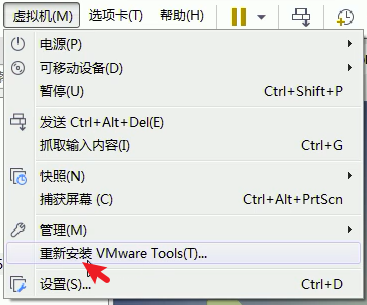 虚拟机(M) 选项卡(T) 帮助(H)
电源(P)
可移动设备(D)
暂停(U) Ctrl+Shift+P
发送 Ctrl+Alt+Del(E)
抓取输入内容(I) Ctrl+G
快照(N)
捕获屏幕 (C) Ctrl+Alt+PrtScn
管理(M)
重新安装 VMware Tools(T)...
设置(S)... Ctrl+D